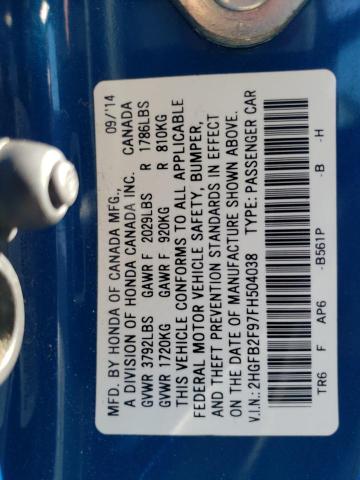 MFD. BY HONDA OF CANADA MFG., 09/'14
A DIVISION OF HONDA CANADA INC. CANADA
GVWR 3792LBS GAWR F 2029LBS R 1786LBS
GVWR 1720KG GAWR F 920KG R 810KG
THIS VEHICLE CONFORMS TO ALL APPLICABLE
FEDERAL MOTOR VEHICLE SAFETY, BUMPER,
AND THEFT PREVENTION STANDARDS IN EFFECT
ON THE DATE OF MANUFACTURE SHOWN ABOVE.
V.I.N.: 2HGFB2F97FH504038 TYPE: PASSENGER CAR
TR6 F AP6 -B561P -B -H